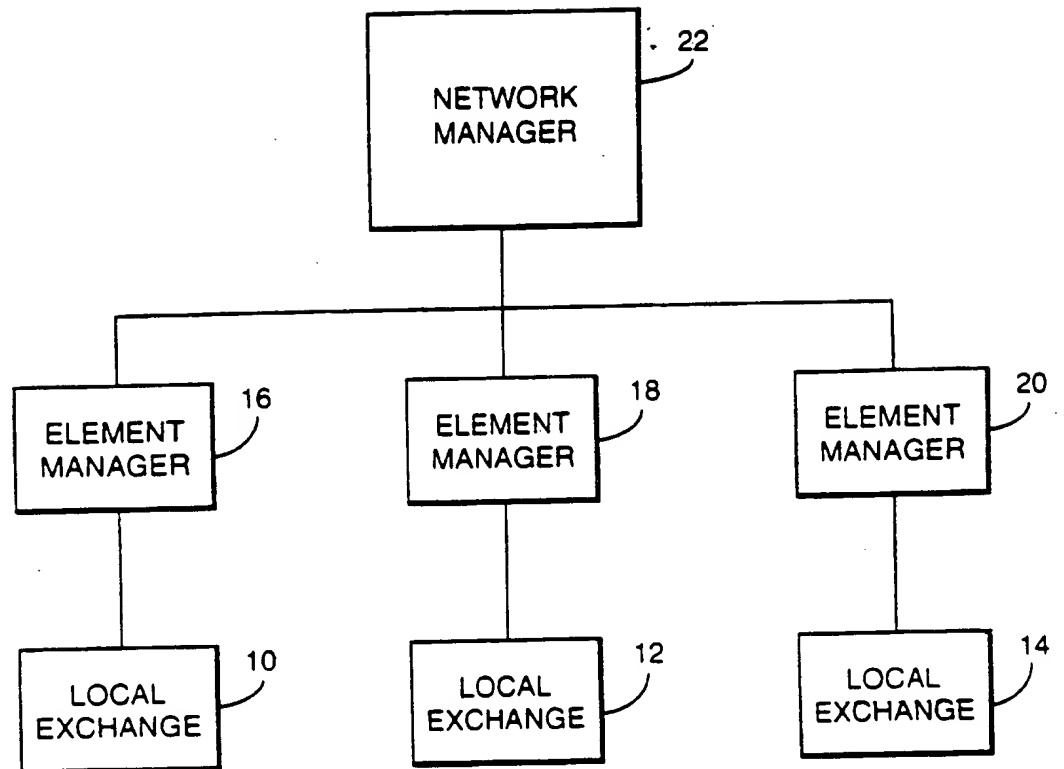 22
NETWORK
MANAGER
16
ELEMENT
MANAGER
18
ELEMENT
MANAGER
20
ELEMENT
MANAGER
10
LOCAL
EXCHANGE
12
LOCAL
EXCHANGE
14
LOCAL
EXCHANGE